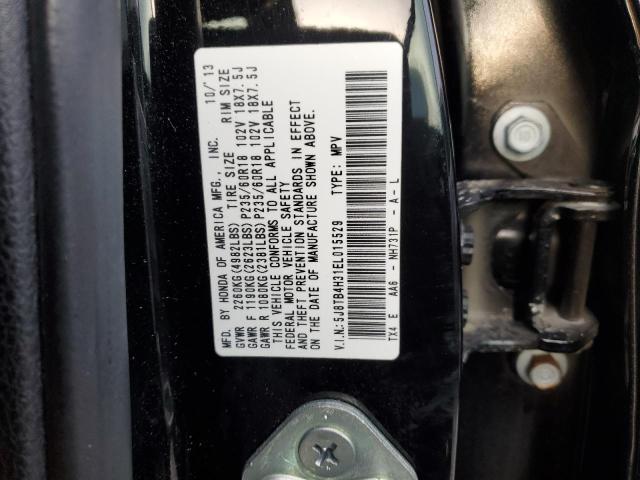 MFD. BY HONDA OF AMERICA MFG., INC. 10/'13
GVWR 2260KG(4982LBS) TIRE SIZE RIM SIZE
GAWR F 1190KG(2623LBS) P235/60R18 102V 18X7.5J
GAWR R 1080KG(2381LBS) P235/60R18 102V 18X7.5J
THIS VEHICLE CONFORMS TO ALL APPLICABLE
FEDERAL MOTOR VEHICLE SAFETY
AND THEFT PREVENTION STANDARDS IN EFFECT
ON THE DATE OF MANUFACTURE SHOWN ABOVE.
V.I.N.:5J8TB4H31EL015529 TYPE: MPV
TX4 E AA6 - NH731P - A - L